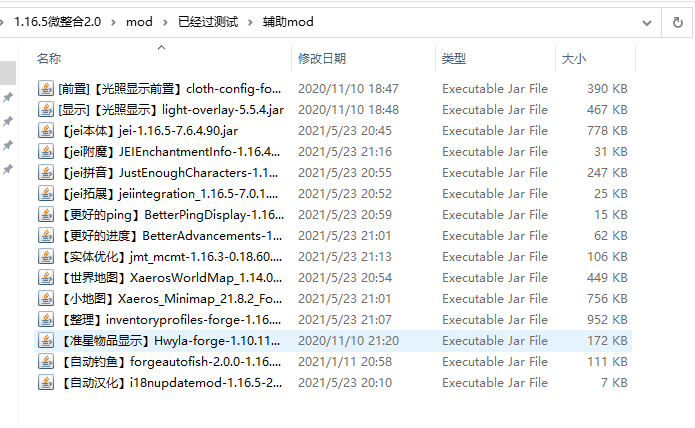 1.16.5微整合2.0 > mod > 已经过测试 > 辅助mod
名称 修改日期 类型 大小
[前置]【光照显示前置】cloth-config-fo... 2020/11/10 18:47 Executable Jar File 390 KB
[显示]【光照显示】light-overlay-5.5.4.jar 2020/11/10 18:48 Executable Jar File 467 KB
【jei本体】jei-1.16.5-7.6.4.90.jar 2021/5/23 20:45 Executable Jar File 778 KB
【jei附魔】JEIEnchantmentInfo-1.16.4... 2021/5/23 21:16 Executable Jar File 31 KB
【jei拼音】JustEnoughCharacters-1.1... 2021/5/23 20:55 Executable Jar File 247 KB
【jei拓展】jeiintegration_1.16.5-7.0.1.... 2021/5/23 20:52 Executable Jar File 25 KB
【更好的ping】BetterPingDisplay-1.16... 2021/5/23 20:59 Executable Jar File 15 KB
【更好的进度】BetterAdvancements-1... 2021/5/23 21:01 Executable Jar File 62 KB
【实体优化】jmt_mcmt-1.16.3-0.18.60.... 2021/5/23 21:13 Executable Jar File 106 KB
【世界地图】XaerosWorldMap_1.14.0... 2021/5/23 20:54 Executable Jar File 449 KB
【小地图】Xaeros_Minimap_21.8.2_Fo... 2021/5/23 21:01 Executable Jar File 756 KB
【整理】inventoryprofiles-forge-1.16.... 2021/5/23 21:07 Executable Jar File 952 KB
【准星物品显示】Hwyla-forge-1.10.11... 2020/11/10 21:20 Executable Jar File 172 KB
【自动钓鱼】forgeautofish-2.0.0-1.16.... 2021/1/11 20:58 Executable Jar File 111 KB
【自动汉化】i18nupdatemod-1.16.5-2... 2021/5/23 20:10 Executable Jar File 7 KB